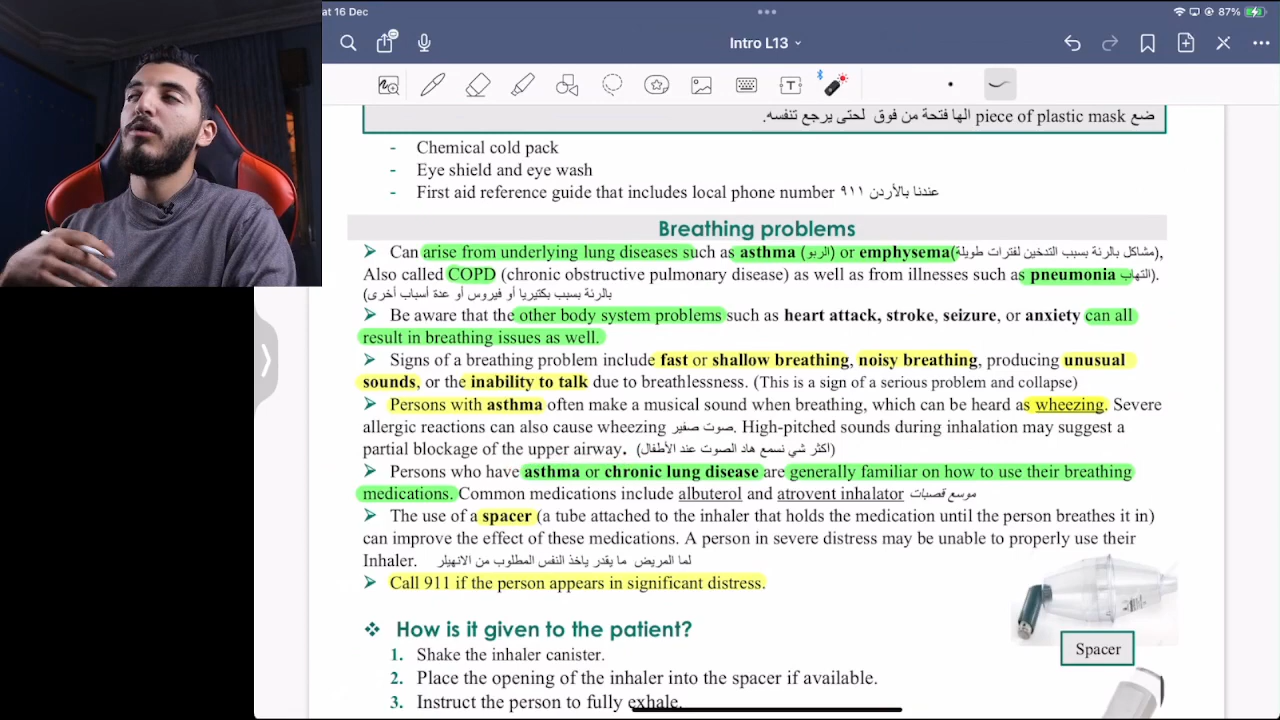 at 16 Dec
87%
Intro L13
ضع piece of plastic mask الها فتحة من فوق لحتى يرجع تنفسه.
- Chemical cold pack
- Eye shield and eye wash
- First aid reference guide that includes local phone number عندنا بالأردن ٩١١
Breathing problems
➤ Can arise from underlying lung diseases such as asthma (الربو) or emphysema(مشاكل بالرئة بسبب التدخين لفترات طويلة),
Also called COPD (chronic obstructive pulmonary disease) as well as from illnesses such as pneumonia التهاب).
بالرئة بسبب بكتيريا أو فيروس أو عدة أسباب أخرى)
➤ Be aware that the other body system problems such as heart attack, stroke, seizure, or anxiety can all
result in breathing issues as well.
➤ Signs of a breathing problem include fast or shallow breathing, noisy breathing, producing unusual
sounds, or the inability to talk due to breathlessness. (This is a sign of a serious problem and collapse)
➤ Persons with asthma often make a musical sound when breathing, which can be heard as wheezing. Severe
allergic reactions can also cause wheezing صوت صفير. High-pitched sounds during inhalation may suggest a
partial blockage of the upper airway. (اكثر شي نسمع هاد الصوت عند الأطفال)
➤ Persons who have asthma or chronic lung disease are generally familiar on how to use their breathing
medications. Common medications include albuterol and atrovent inhalator موسع قصبات
➤ The use of a spacer (a tube attached to the inhaler that holds the medication until the person breathes it in)
can improve the effect of these medications. A person in severe distress may be unable to properly use their
Inhaler. لما المريض ما يقدر ياخذ النفس المطلوب من الانهيلر
➤ Call 911 if the person appears in significant distress.
❖ How is it given to the patient?
1. Shake the inhaler canister.
Spacer
2. Place the opening of the inhaler into the spacer if available.
3. Instruct the person to fully exhale.